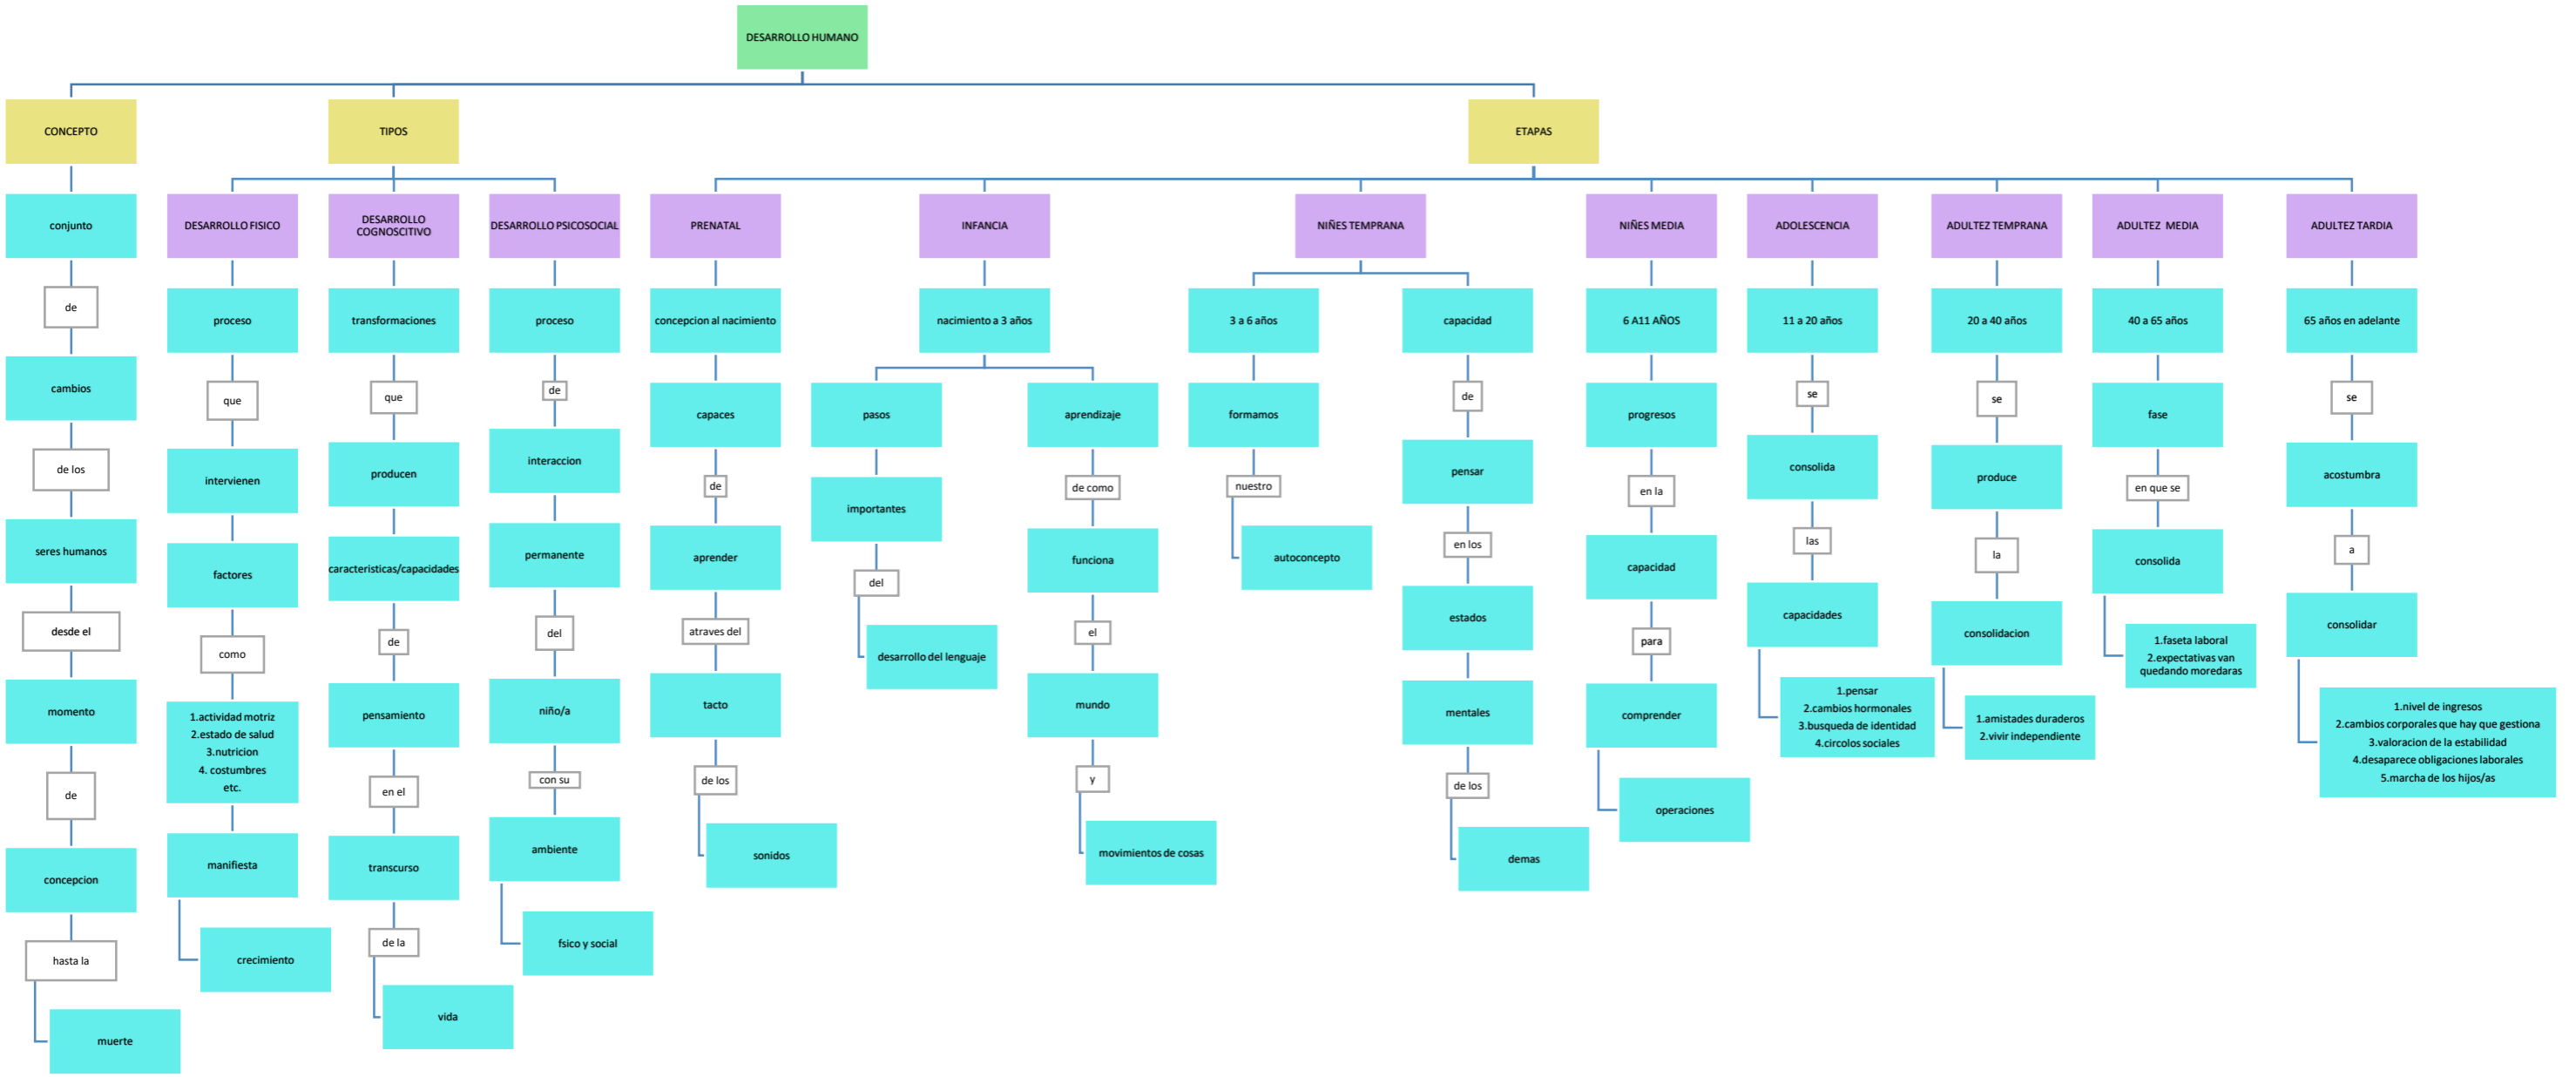 DESARROLLO HUMANO
CONCEPTO
conjunto
de
cambios
de los
seres humanos
desde el
momento
de
concepcion
hasta la
muerte
TIPOS
DESARROLLO FISICO
proceso
que
intervienen
factores
como
1.actividad motriz
2.estado de salud
3.nutricion
4. costumbres
etc.
manifiesta
crecimiento
DESARROLLO
COGNOSCITIVO
transformaciones
que
producen
caracteristicas/capacidades
de
pensamiento
en el
transcurso
de la
vida
DESARROLLO PSICOSOCIAL
proceso
de
interaccion
permanente
del
niño/a
con su
ambiente
fsico y social
ETAPAS
PRENATAL
concepcion al nacimiento
capaces
de
aprender
atraves del
tacto
de los
sonidos
INFANCIA
nacimiento a 3 años
pasos
importantes
del
desarrollo del lenguaje
aprendizaje
de como
funciona
el
mundo
y
movimientos de cosas
NIÑES TEMPRANA
3 a 6 años
formamos
nuestro
autoconcepto
capacidad
de
pensar
en los
estados
mentales
de los
demas
NIÑES MEDIA
6 A11 AÑOS
progresos
en la
capacidad
para
comprender
operaciones
ADOLESCENCIA
11 a 20 años
se
consolida
las
capacidades
1.pensar
2.cambios hormonales
3.busqueda de identidad
4.circolos sociales
ADULTEZ TEMPRANA
20 a 40 años
se
produce
la
consolidacion
1.amistades duraderos
2.vivir independiente
ADULTEZ  MEDIA
40 a 65 años
fase
en que se
consolida
1.faseta laboral
2.expectativas van
quedando moredaras
ADULTEZ TARDIA
65 años en adelante
se
acostumbra
a
consolidar
1.nivel de ingresos
2.cambios corporales que hay que gestiona
3.valoracion de la estabilidad
4.desaparece obligaciones laborales
5.marcha de los hijos/as